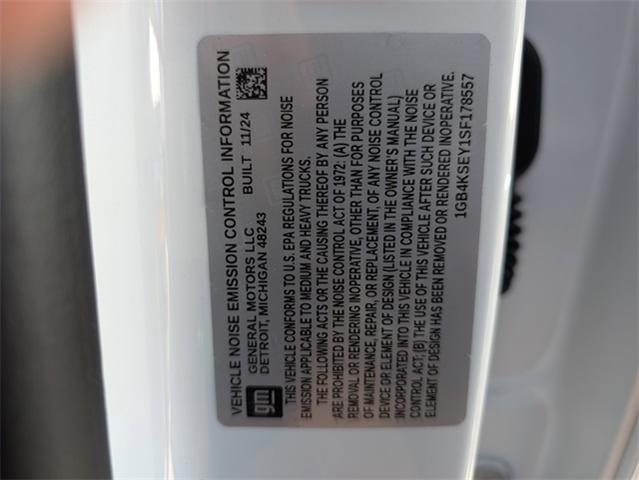 VEHICLE NOISE EMISSION CONTROL INFORMATION
gm
GENERAL MOTORS LLC
DETROIT, MICHIGAN 48243
BUILT 11/24
THIS VEHICLE CONFORMS TO U.S. EPA REGULATIONS FOR NOISE
EMISSION APPLICABLE TO MEDIUM AND HEAVY TRUCKS.
THE FOLLOWING ACTS OR THE CAUSING THEREOF BY ANY PERSON
ARE PROHIBITED BY THE NOISE CONTROL ACT OF 1972: (A) THE
REMOVAL OR RENDERING INOPERATIVE, OTHER THAN FOR PURPOSES
OF MAINTENANCE, REPAIR, OR REPLACEMENT, OF ANY NOISE CONTROL
DEVICE OR ELEMENT OF DESIGN (LISTED IN THE OWNER'S MANUAL)
INCORPORATED INTO THIS VEHICLE IN COMPLIANCE WITH THE NOISE
CONTROL ACT; (B) THE USE OF THIS VEHICLE AFTER SUCH DEVICE OR
ELEMENT OF DESIGN HAS BEEN REMOVED OR RENDERED INOPERATIVE.
1GB4KSEY1SF178557